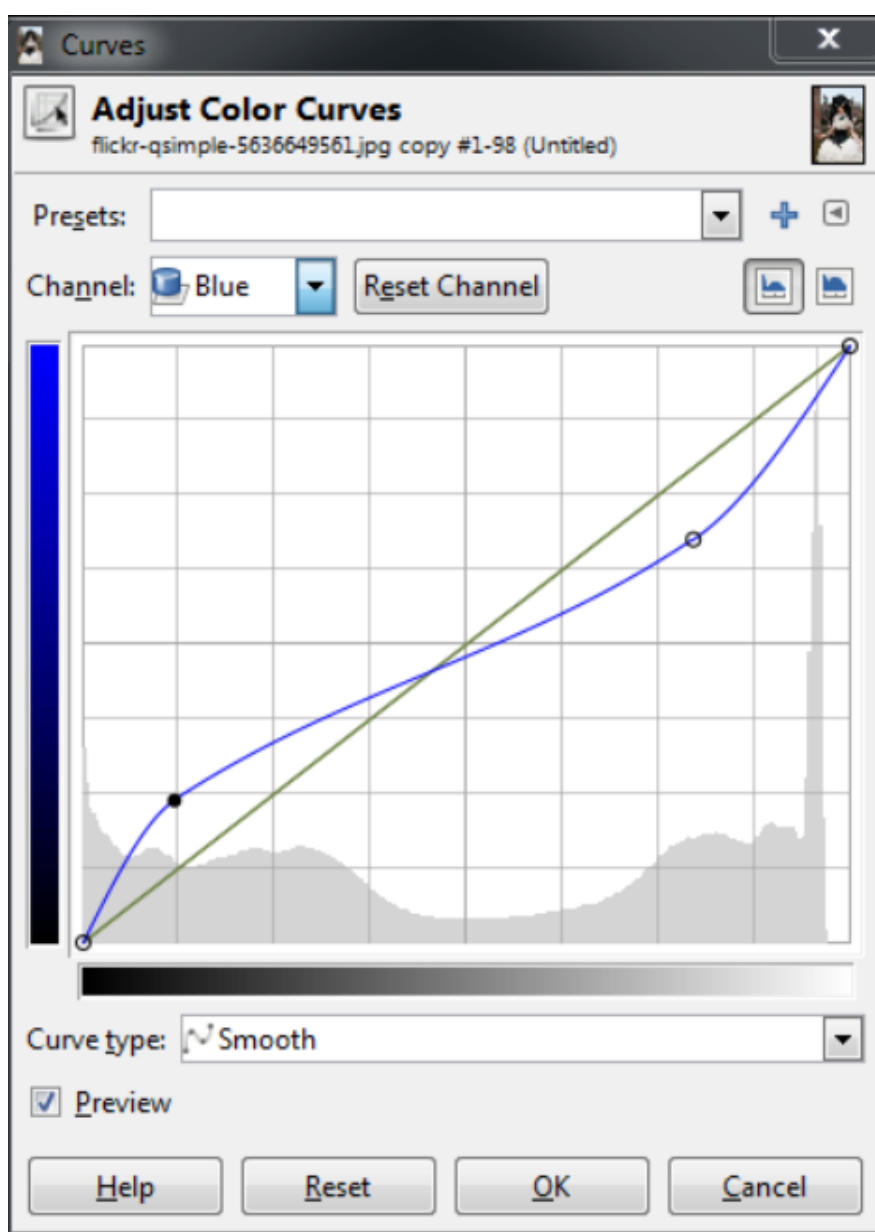 Curves
Adjust Color Curves
flickr-qsimple-5636649561.jpg copy #1-98 (Untitled)
Presets:
Channel: Blue Reset Channel
Curve type: Smooth
Preview
Help Reset OK Cancel